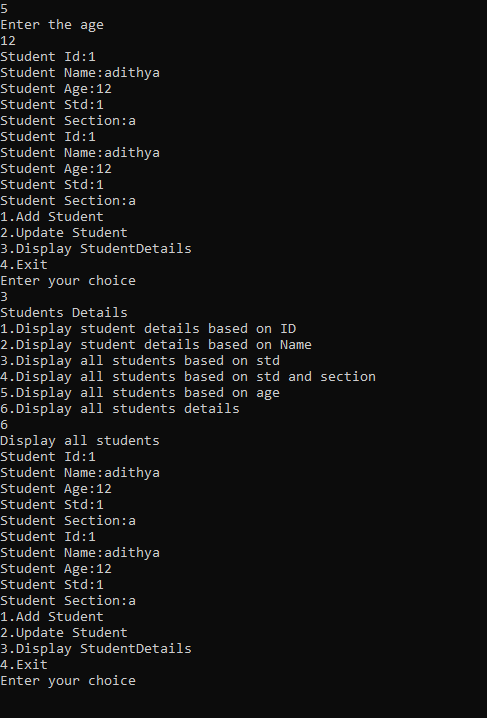 5
Enter the age
12
Student Id:1
Student Name:adithya
Student Age:12
Student Std:1
Student Section:a
Student Id:1
Student Name:adithya
Student Age:12
Student Std:1
Student Section:a
1.Add Student
2.Update Student
3.Display StudentDetails
4.Exit
Enter your choice
3
Students Details
1.Display student details based on ID
2.Display student details based on Name
3.Display all students based on std
4.Display all students based on std and section
5.Display all students based on age
6.Display all students details
6
Display all students
Student Id:1
Student Name:adithya
Student Age:12
Student Std:1
Student Section:a
Student Id:1
Student Name:adithya
Student Age:12
Student Std:1
Student Section:a
1.Add Student
2.Update Student
3.Display StudentDetails
4.Exit
Enter your choice